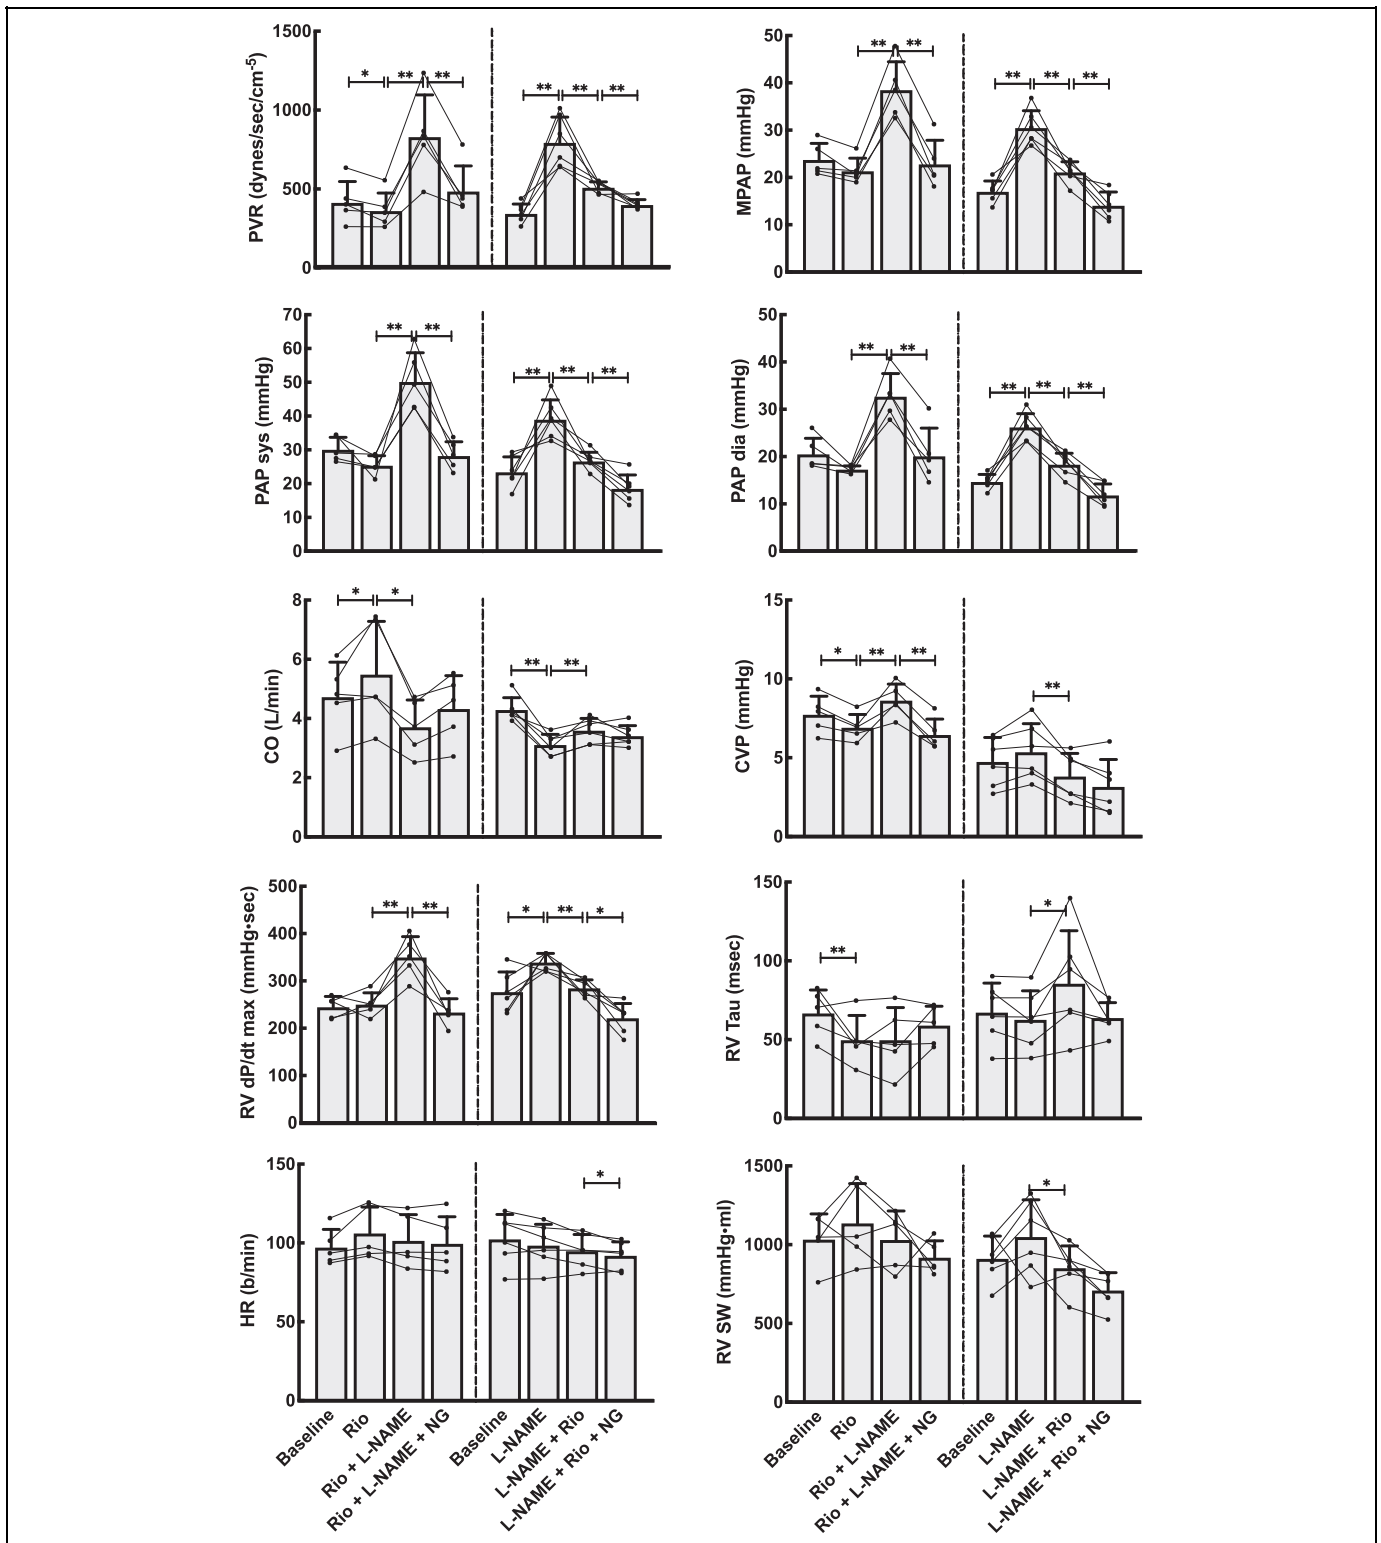 PVR (dynes/sec/cm-5)
1500
1000
500
0
* ** **
** ** **
MPAP (mmHg)
50
40
30
20
10
0
** **
** ** **
PAP sys (mmHg)
70
60
50
40
30
20
10
0
** **
** ** **
PAP dia (mmHg)
50
40
30
20
10
0
** **
** ** **
CO (L/min)
8
6
4
2
0
* *
** **
CVP (mmHg)
15
10
5
0
* ** **
**
RV dP/dt max (mmHg•sec)
500
400
300
200
100
0
** **
* ** *
RV Tau (msec)
150
100
50
0
**
*
HR (b/min)
150
100
50
0
*
Baseline
Rio
Rio + L-NAME
Rio + L-NAME + NG
Baseline
L-NAME
L-NAME + Rio
L-NAME + Rio + NG
RV SW (mmHg•ml)
1500
1000
500
0
*
Baseline
Rio
Rio + L-NAME
Rio + L-NAME + NG
Baseline
L-NAME
L-NAME + Rio
L-NAME + Rio + NG